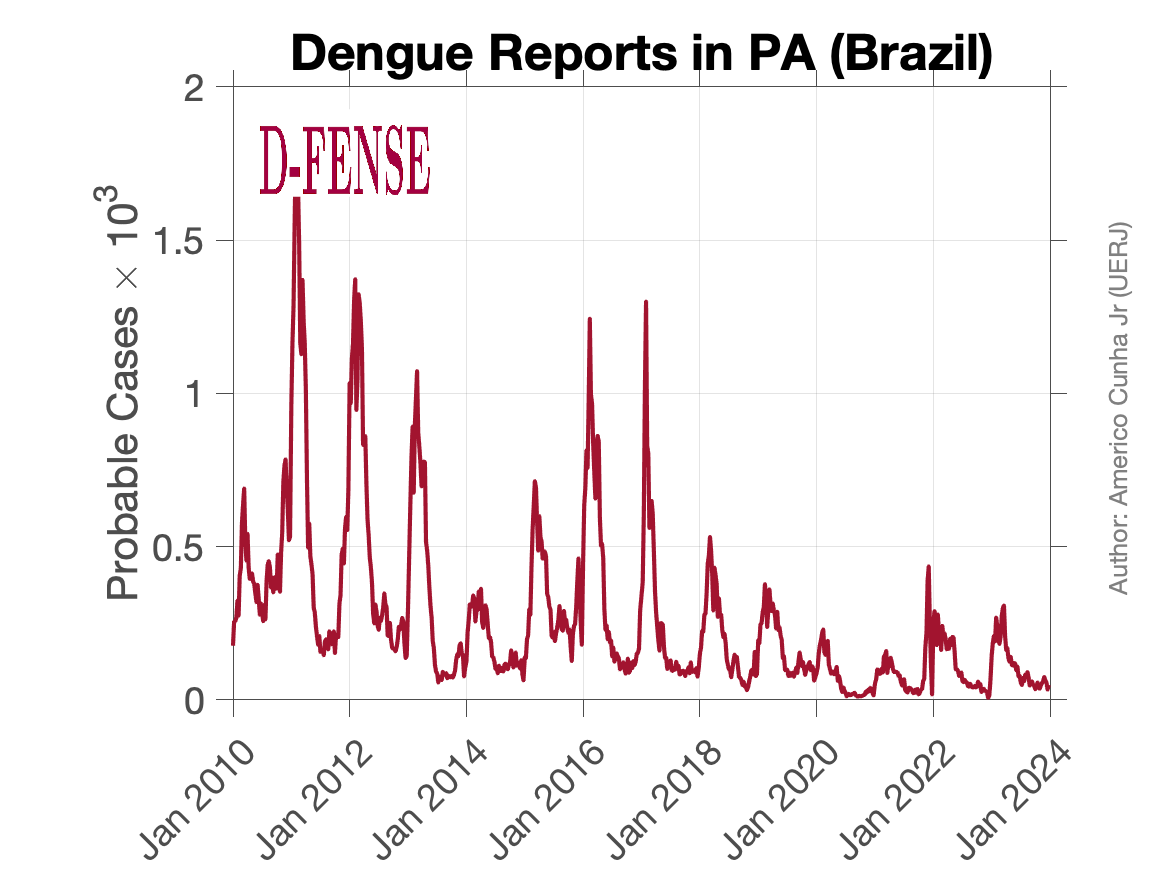 Dengue Reports in PA (Brazil)
D-FENSE
Probable Cases × 10³
2
1.5
1
0.5
0
Jan 2010
Jan 2012
Jan 2014
Jan 2016
Jan 2018
Jan 2020
Jan 2022
Jan 2024
Author: Americo Cunha Jr (UERJ)